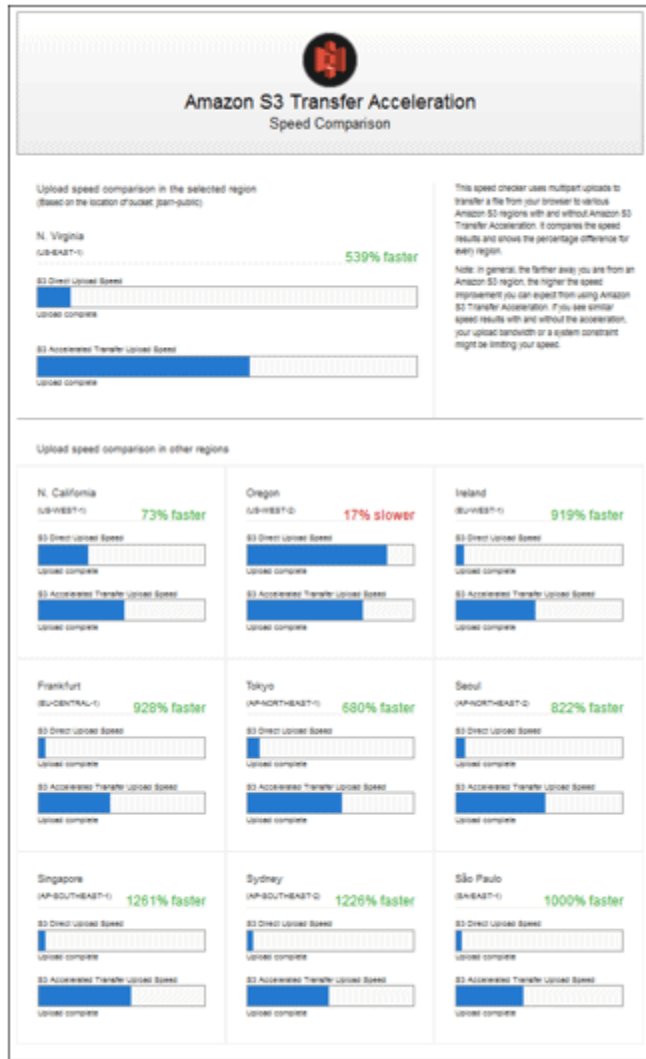 Amazon S3 Transfer Acceleration
Speed Comparison
Upload speed comparison in the selected region
(Based on the location of bucket: jbarr-public)
N. Virginia
(US-EAST-1)
539% faster
S3 Direct Upload Speed
Upload complete
S3 Accelerated Transfer Upload Speed
Upload complete
This speed checker uses multipart uploads to
transfer a file from your browser to various
Amazon S3 regions with and without Amazon S3
Transfer Acceleration. It compares the speed
results and shows the percentage difference for
every region.
Note: In general, the farther away you are from an
Amazon S3 region, the higher the speed
improvement you can expect from using Amazon
S3 Transfer Acceleration. If you see similar
speed results with and without the acceleration,
your upload bandwidth or a system constraint
might be limiting your speed.
Upload speed comparison in other regions
N. California
(US-WEST-1)
73% faster
S3 Direct Upload Speed
Upload complete
S3 Accelerated Transfer Upload Speed
Upload complete
Oregon
(US-WEST-2)
17% slower
S3 Direct Upload Speed
Upload complete
S3 Accelerated Transfer Upload Speed
Upload complete
Ireland
(EU-WEST-1)
919% faster
S3 Direct Upload Speed
Upload complete
S3 Accelerated Transfer Upload Speed
Upload complete
Frankfurt
(EU-CENTRAL-1)
928% faster
S3 Direct Upload Speed
Upload complete
S3 Accelerated Transfer Upload Speed
Upload complete
Tokyo
(AP-NORTHEAST-1)
680% faster
S3 Direct Upload Speed
Upload complete
S3 Accelerated Transfer Upload Speed
Upload complete
Seoul
(AP-NORTHEAST-2)
822% faster
S3 Direct Upload Speed
Upload complete
S3 Accelerated Transfer Upload Speed
Upload complete
Singapore
(AP-SOUTHEAST-1)
1261% faster
S3 Direct Upload Speed
Upload complete
S3 Accelerated Transfer Upload Speed
Upload complete
Sydney
(AP-SOUTHEAST-2)
1226% faster
S3 Direct Upload Speed
Upload complete
S3 Accelerated Transfer Upload Speed
Upload complete
São Paulo
(SA-EAST-1)
1000% faster
S3 Direct Upload Speed
Upload complete
S3 Accelerated Transfer Upload Speed
Upload complete